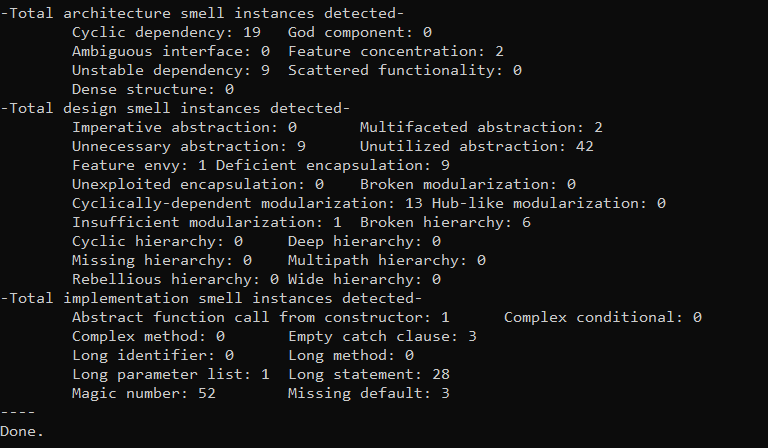 -Total architecture smell instances detected-
Cyclic dependency: 19 God component: 0
Ambiguous interface: 0 Feature concentration: 2
Unstable dependency: 9 Scattered functionality: 0
Dense structure: 0
-Total design smell instances detected-
Imperative abstraction: 0 Multifaceted abstraction: 2
Unnecessary abstraction: 9 Unutilized abstraction: 42
Feature envy: 1 Deficient encapsulation: 9
Unexploited encapsulation: 0 Broken modularization: 0
Cyclically-dependent modularization: 13 Hub-like modularization: 0
Insufficient modularization: 1 Broken hierarchy: 6
Cyclic hierarchy: 0 Deep hierarchy: 0
Missing hierarchy: 0 Multipath hierarchy: 0
Rebellious hierarchy: 0 Wide hierarchy: 0
-Total implementation smell instances detected-
Abstract function call from constructor: 1 Complex conditional: 0
Complex method: 0 Empty catch clause: 3
Long identifier: 0 Long method: 0
Long parameter list: 1 Long statement: 28
Magic number: 52 Missing default: 3
----
Done.